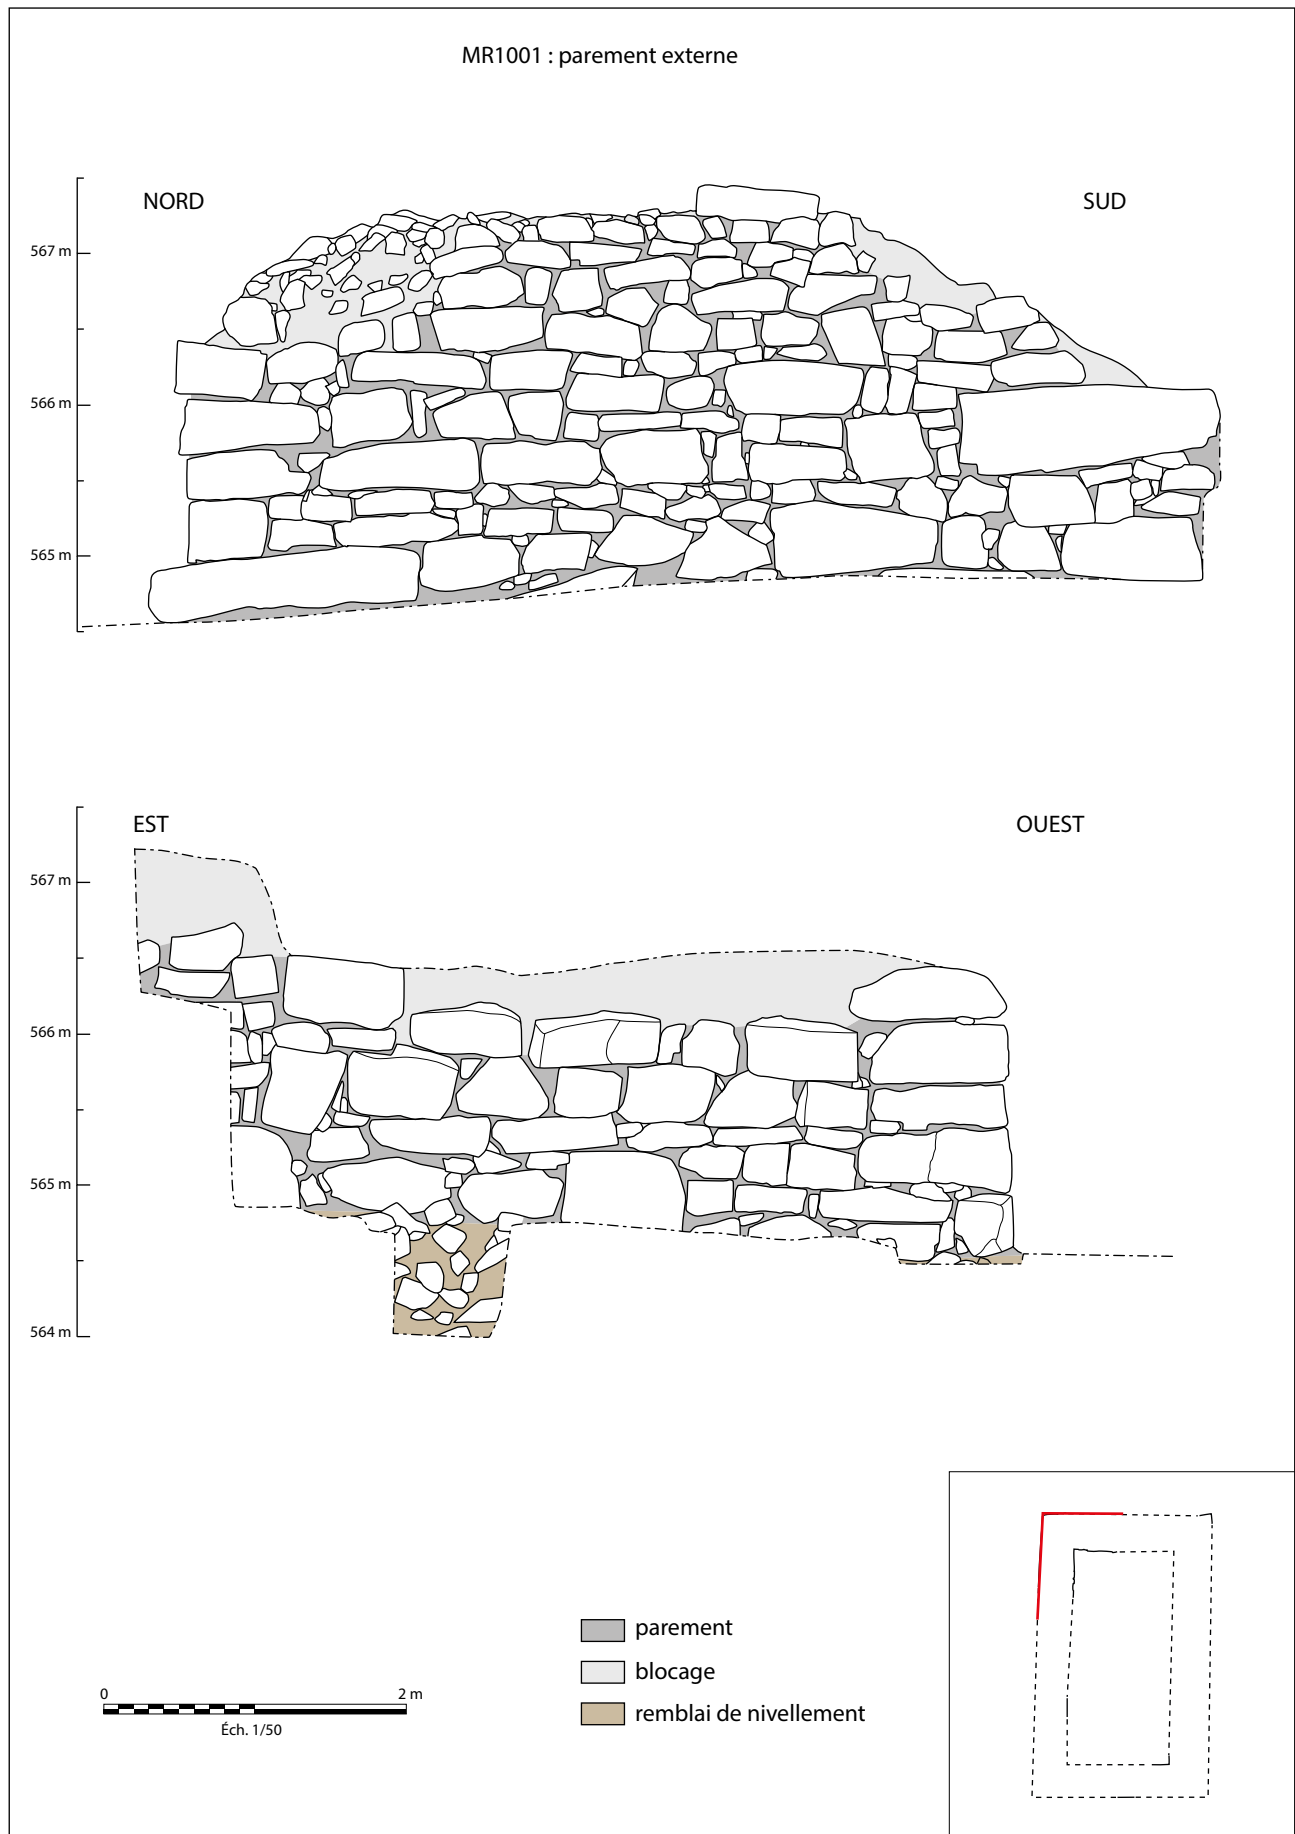 MR1001 : parement externe
NORD
SUD
567 m
566 m
565 m
EST
OUEST
567 m
566 m
565 m
564 m
parement
blocage
remblai de nivellement
0 2 m
Éch. 1/50